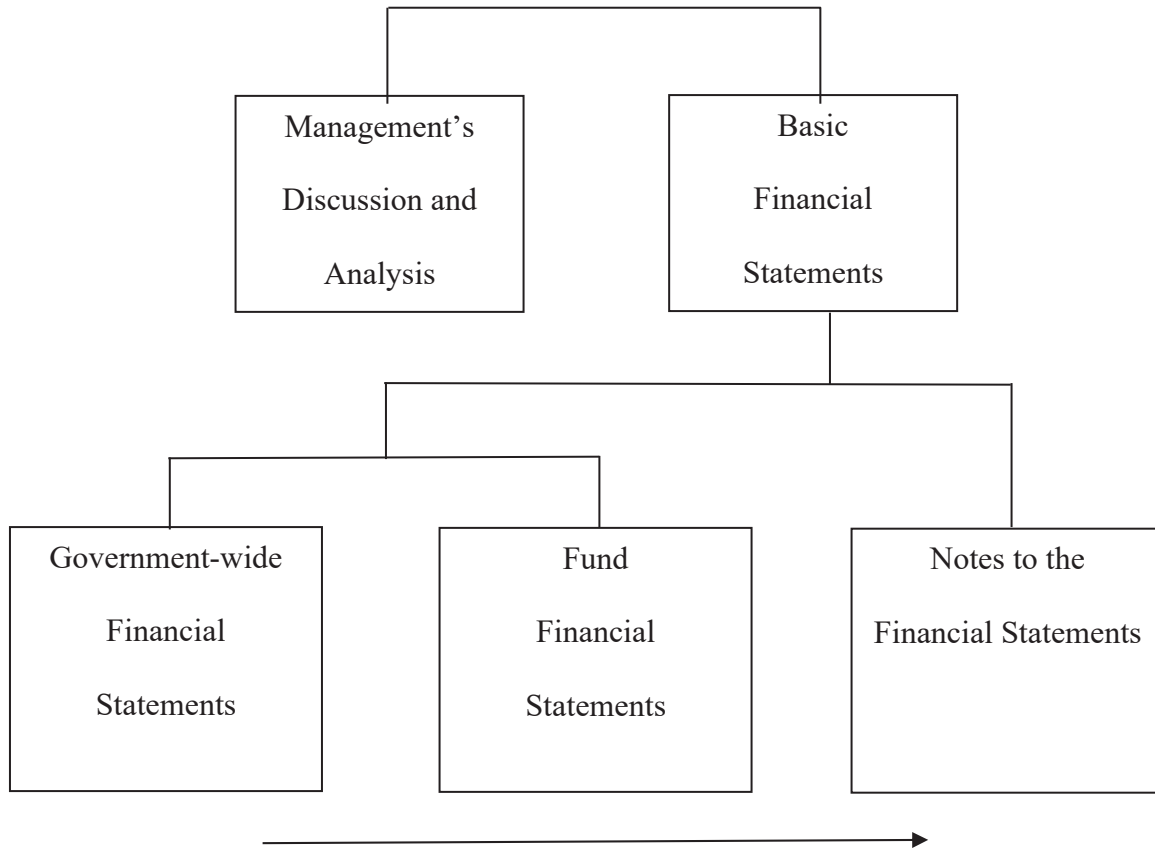 Management’s
Discussion and
Analysis
Basic
Financial
Statements
Government-wide
Financial
Statements
Fund
Financial
Statements
Notes to the
Financial Statements